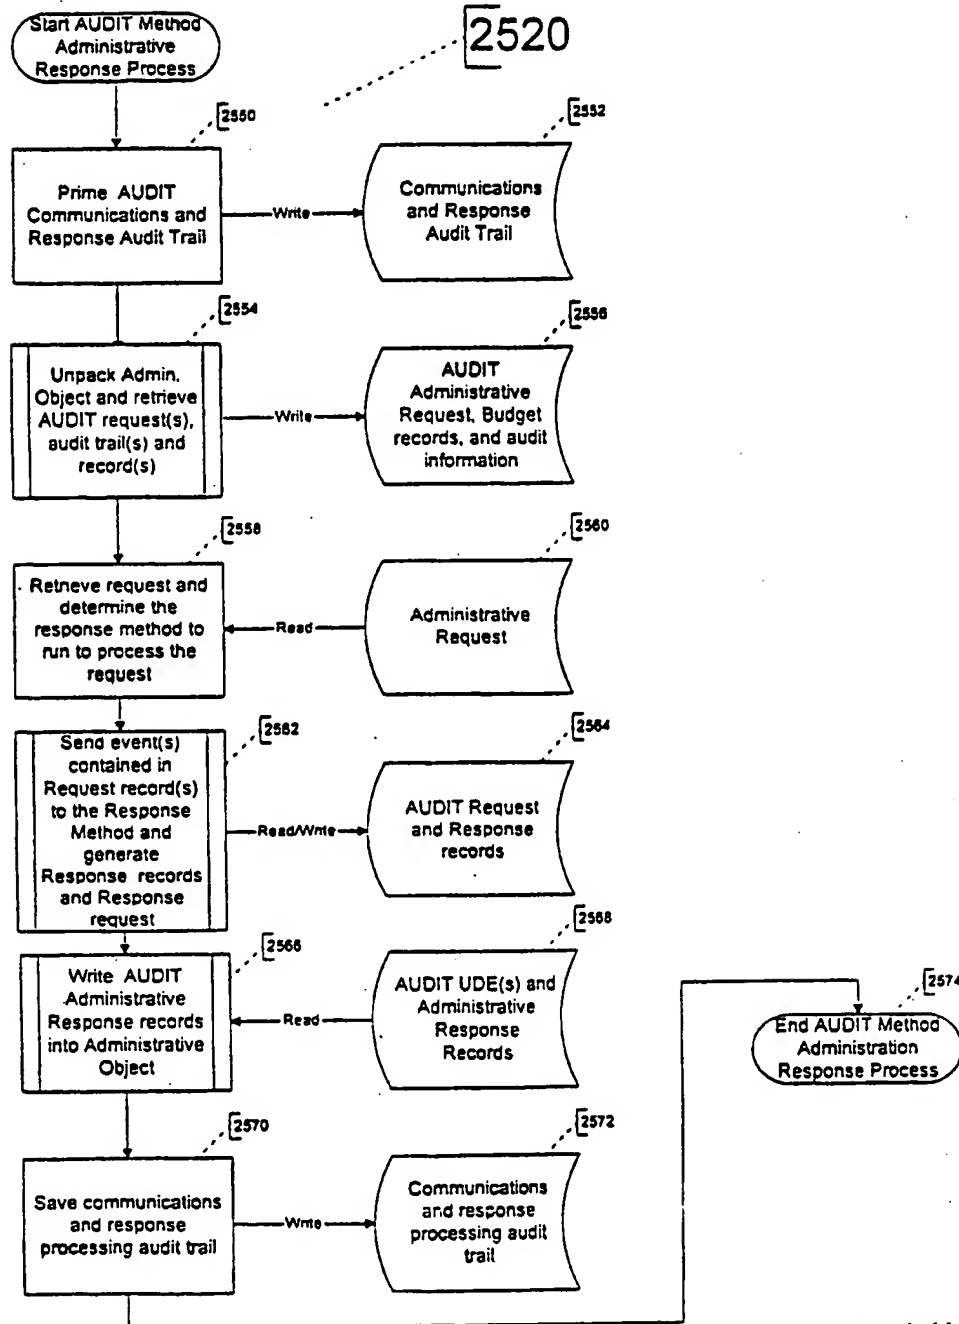 Start AUDIT Method
Administrative
Response Process
2520
2550
2552
Prime AUDIT
Communications and
Response Audit Trail
Write
Communications
and Response
Audit Trail
2554
2556
Unpack Admin.
Object and retrieve
AUDIT request(s),
audit trail(s) and
record(s)
Write
AUDIT
Administrative
Request, Budget
records, and audit
information
2558
2560
Retrieve request and
determine the
response method to
run to process the
request
Read
Administrative
Request
2562
2564
Send event(s)
contained in
Request record(s)
to the Response
Method and
generate
Response records
and Response
request
Read/Write
AUDIT Request
and Response
records
2566
2568
Write AUDIT
Administrative
Response records
into Administrative
Object
Read
AUDIT UDE(s) and
Administrative
Response
Records
2574
End AUDIT Method
Administration
Response Process
2570
2572
Save communications
and response
processing audit trail
Write
Communications
and response
processing audit
trail